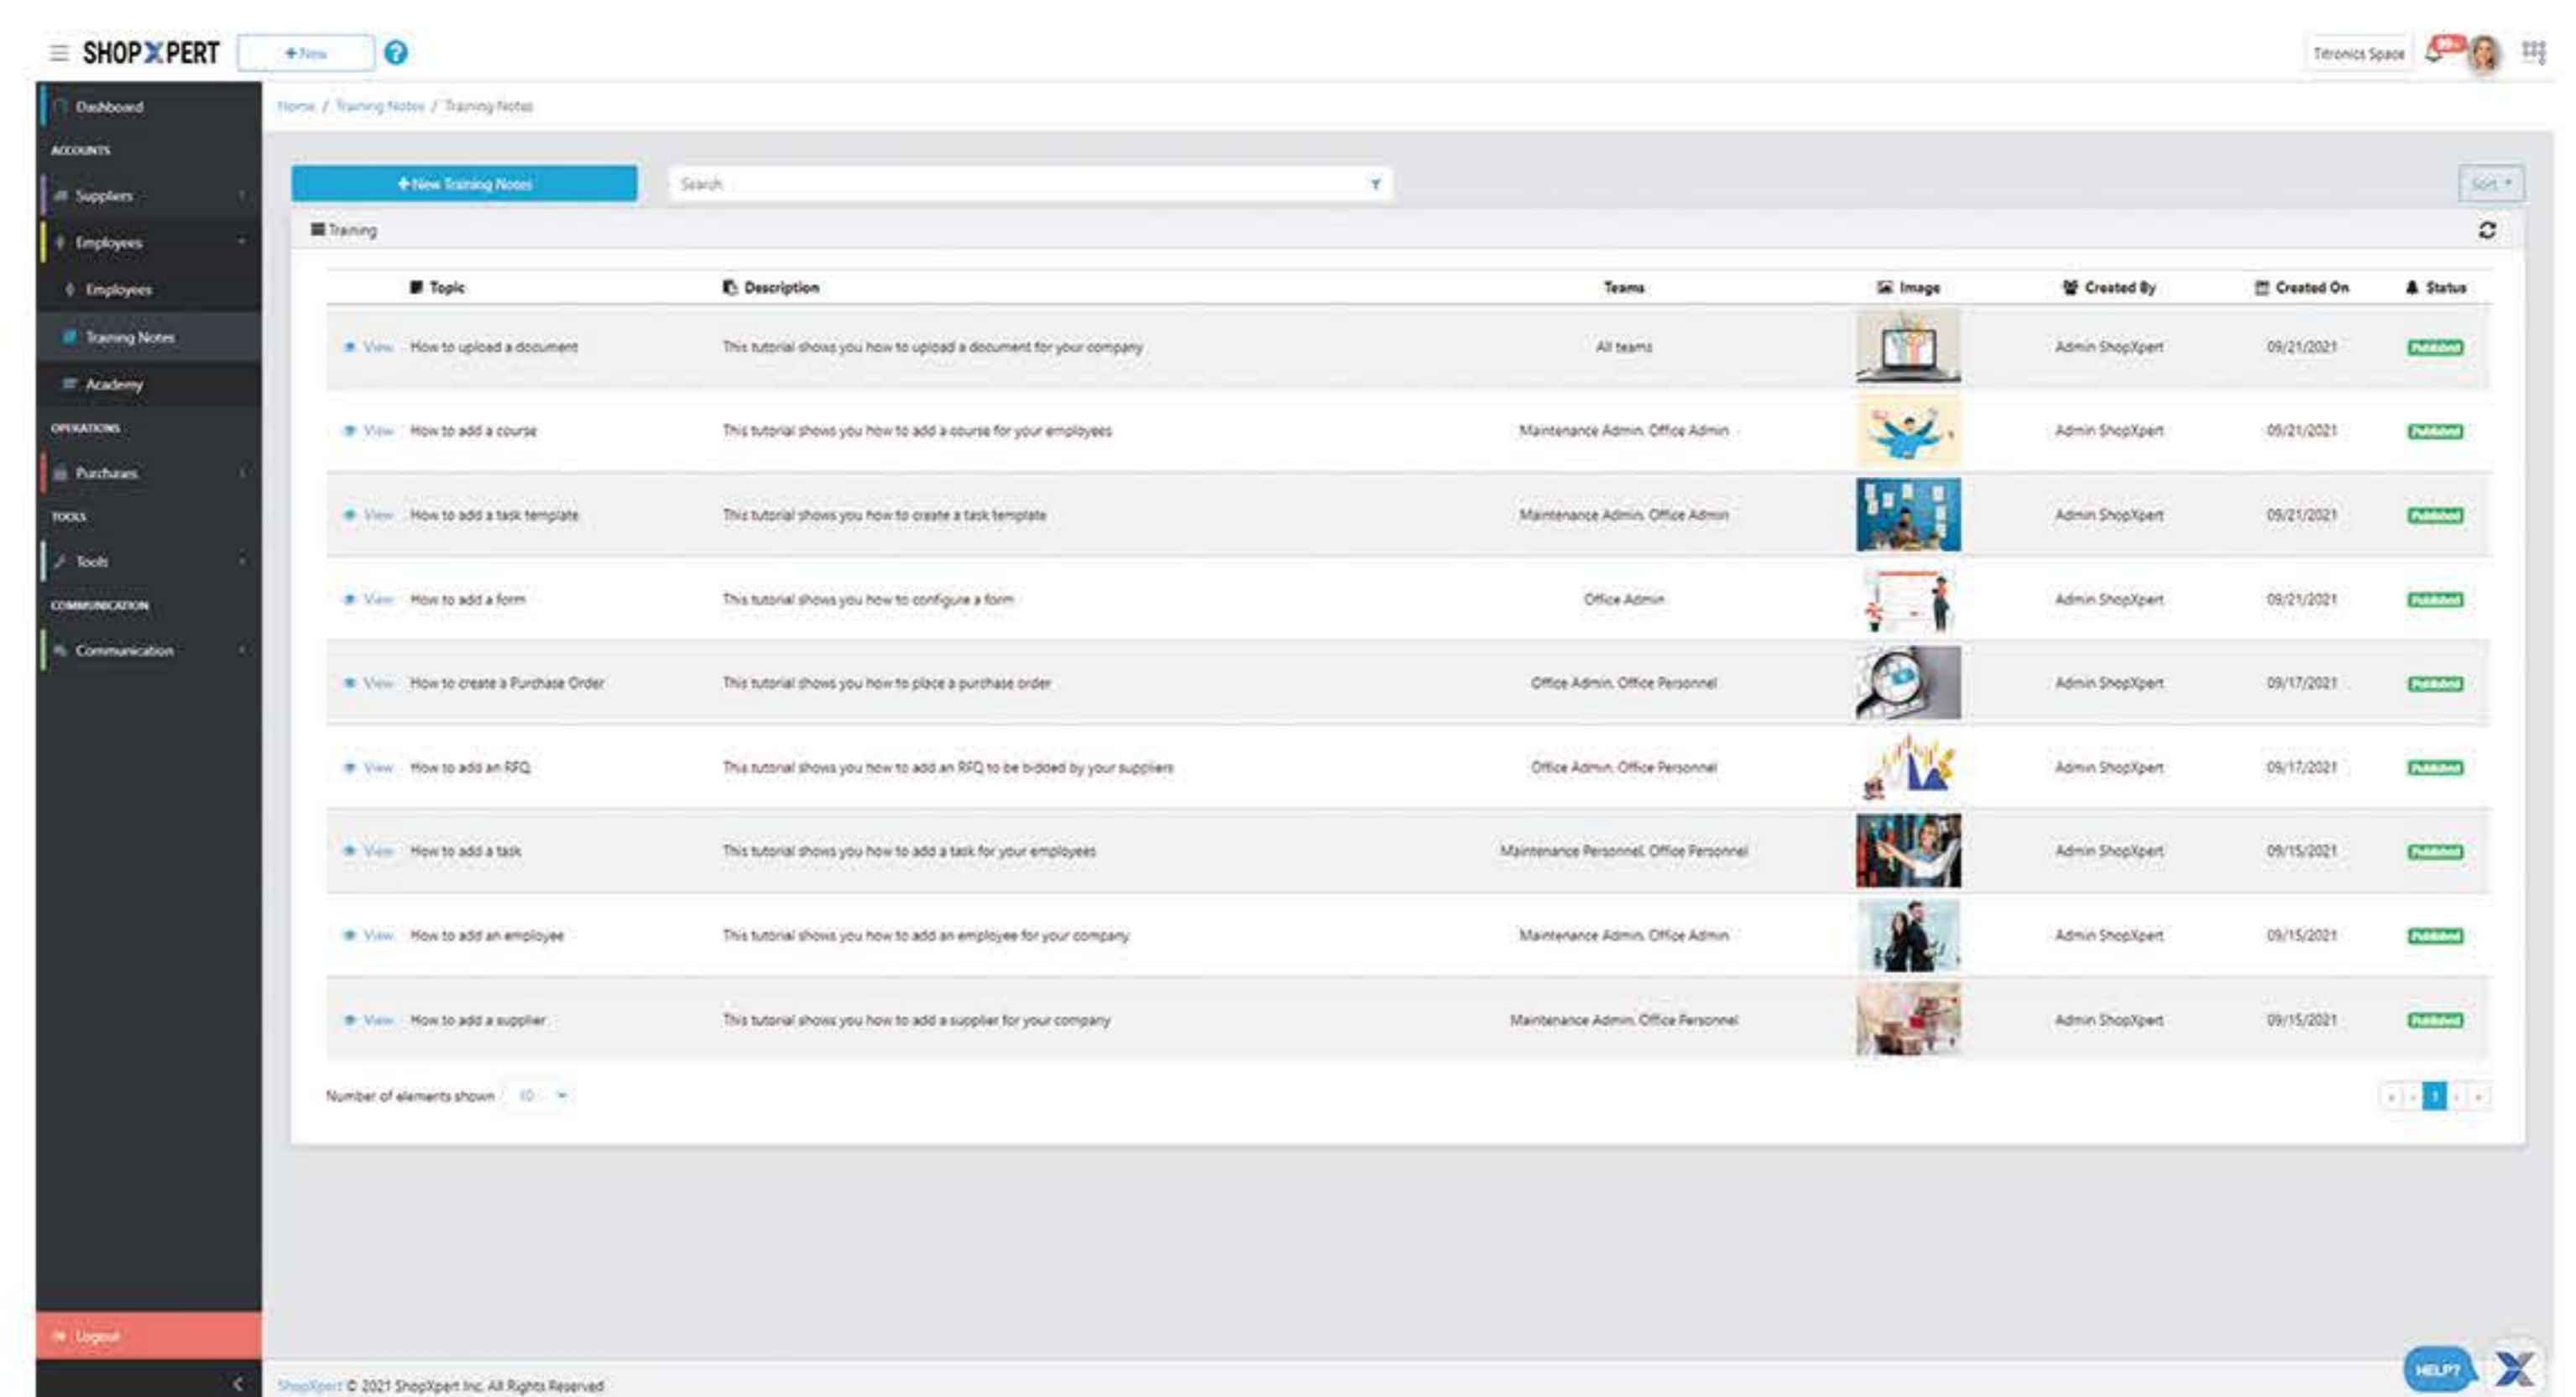 SHOPXPERT
+ New
?
Titronics Space
99+
Dashboard
Home / Training Notes / Training Notes
ACCOUNTS
Suppliers
Employees
Employees
Training Notes
Academy
OPERATIONS
Purchases
TOOLS
Tools
COMMUNICATION
Communication
Logout
+ New Training Notes
Search
Sort
Training
Topic Description Teams Image Created By Created On Status
View How to upload a document This tutorial shows you how to upload a document for your company All teams Admin ShopXpert 09/21/2021 Published
View How to add a course This tutorial shows you how to add a course for your employees Maintenance Admin, Office Admin Admin ShopXpert 09/21/2021 Published
View How to add a task template This tutorial shows you how to create a task template Maintenance Admin, Office Admin Admin ShopXpert 09/21/2021 Published
View How to add a form This tutorial shows you how to configure a form Office Admin Admin ShopXpert 09/21/2021 Published
View How to create a Purchase Order This tutorial shows you how to place a purchase order Office Admin, Office Personnel Admin ShopXpert 09/17/2021 Published
View How to add an RFQ This tutorial shows you how to add an RFQ to be bidded by your suppliers Office Admin, Office Personnel Admin ShopXpert 09/17/2021 Published
View How to add a task This tutorial shows you how to add a task for your employees Maintenance Personnel, Office Personnel Admin ShopXpert 09/15/2021 Published
View How to add an employee This tutorial shows you how to add an employee for your company Maintenance Admin, Office Admin Admin ShopXpert 09/15/2021 Published
View How to add a supplier This tutorial shows you how to add a supplier for your company Maintenance Admin, Office Personnel Admin ShopXpert 09/15/2021 Published
Number of elements shown 10
« ‹ 1 › »
HELP?
ShopXpert © 2021 ShopXpert Inc. All Rights Reserved